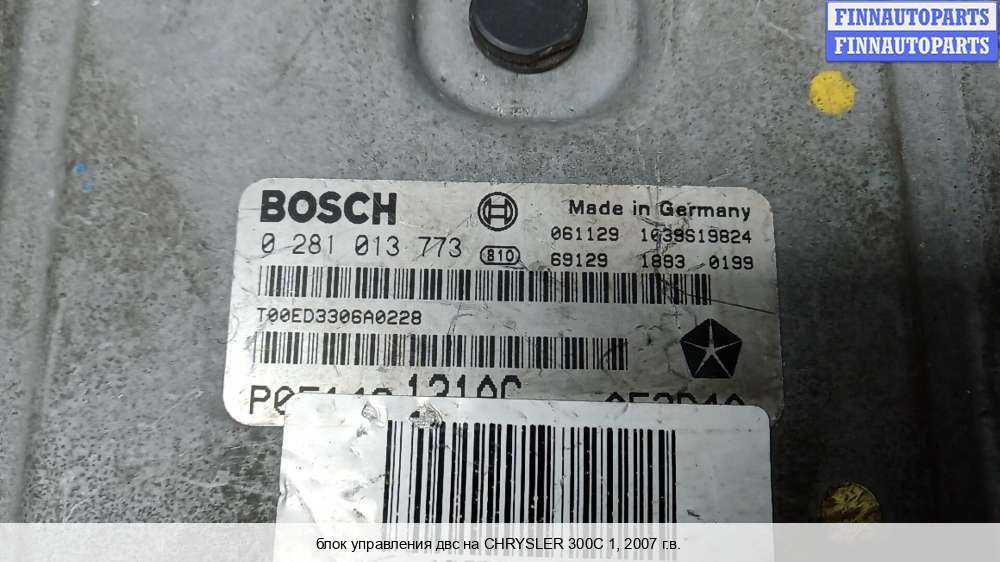 FINNAUTOPARTS
FINNAUTOPARTS
BOSCH
Made in Germany
0 281 013 773
810
061129 1039S19824
69129 1893 0199
T00ED3306A0228
131AC
блок управления двс на CHRYSLER 300C 1, 2007 г.в.